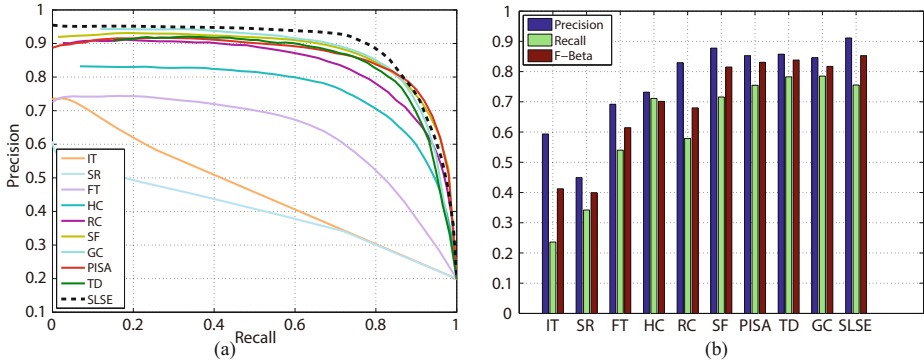 1
0.9
0.8
0.7
0.6
0.5
0.4
0.3
0.2
0.1
Precision
IT
SR
FT
HC
RC
SF
GC
PISA
TD
SLSE
0 0.2 0.4 0.6 0.8 1
Recall
(a)
1
0.9
0.8
0.7
0.6
0.5
0.4
0.3
0.2
0.1
0
Precision
Recall
F-Beta
IT SR FT HC RC SF PISA TD GC SLSE
(b)